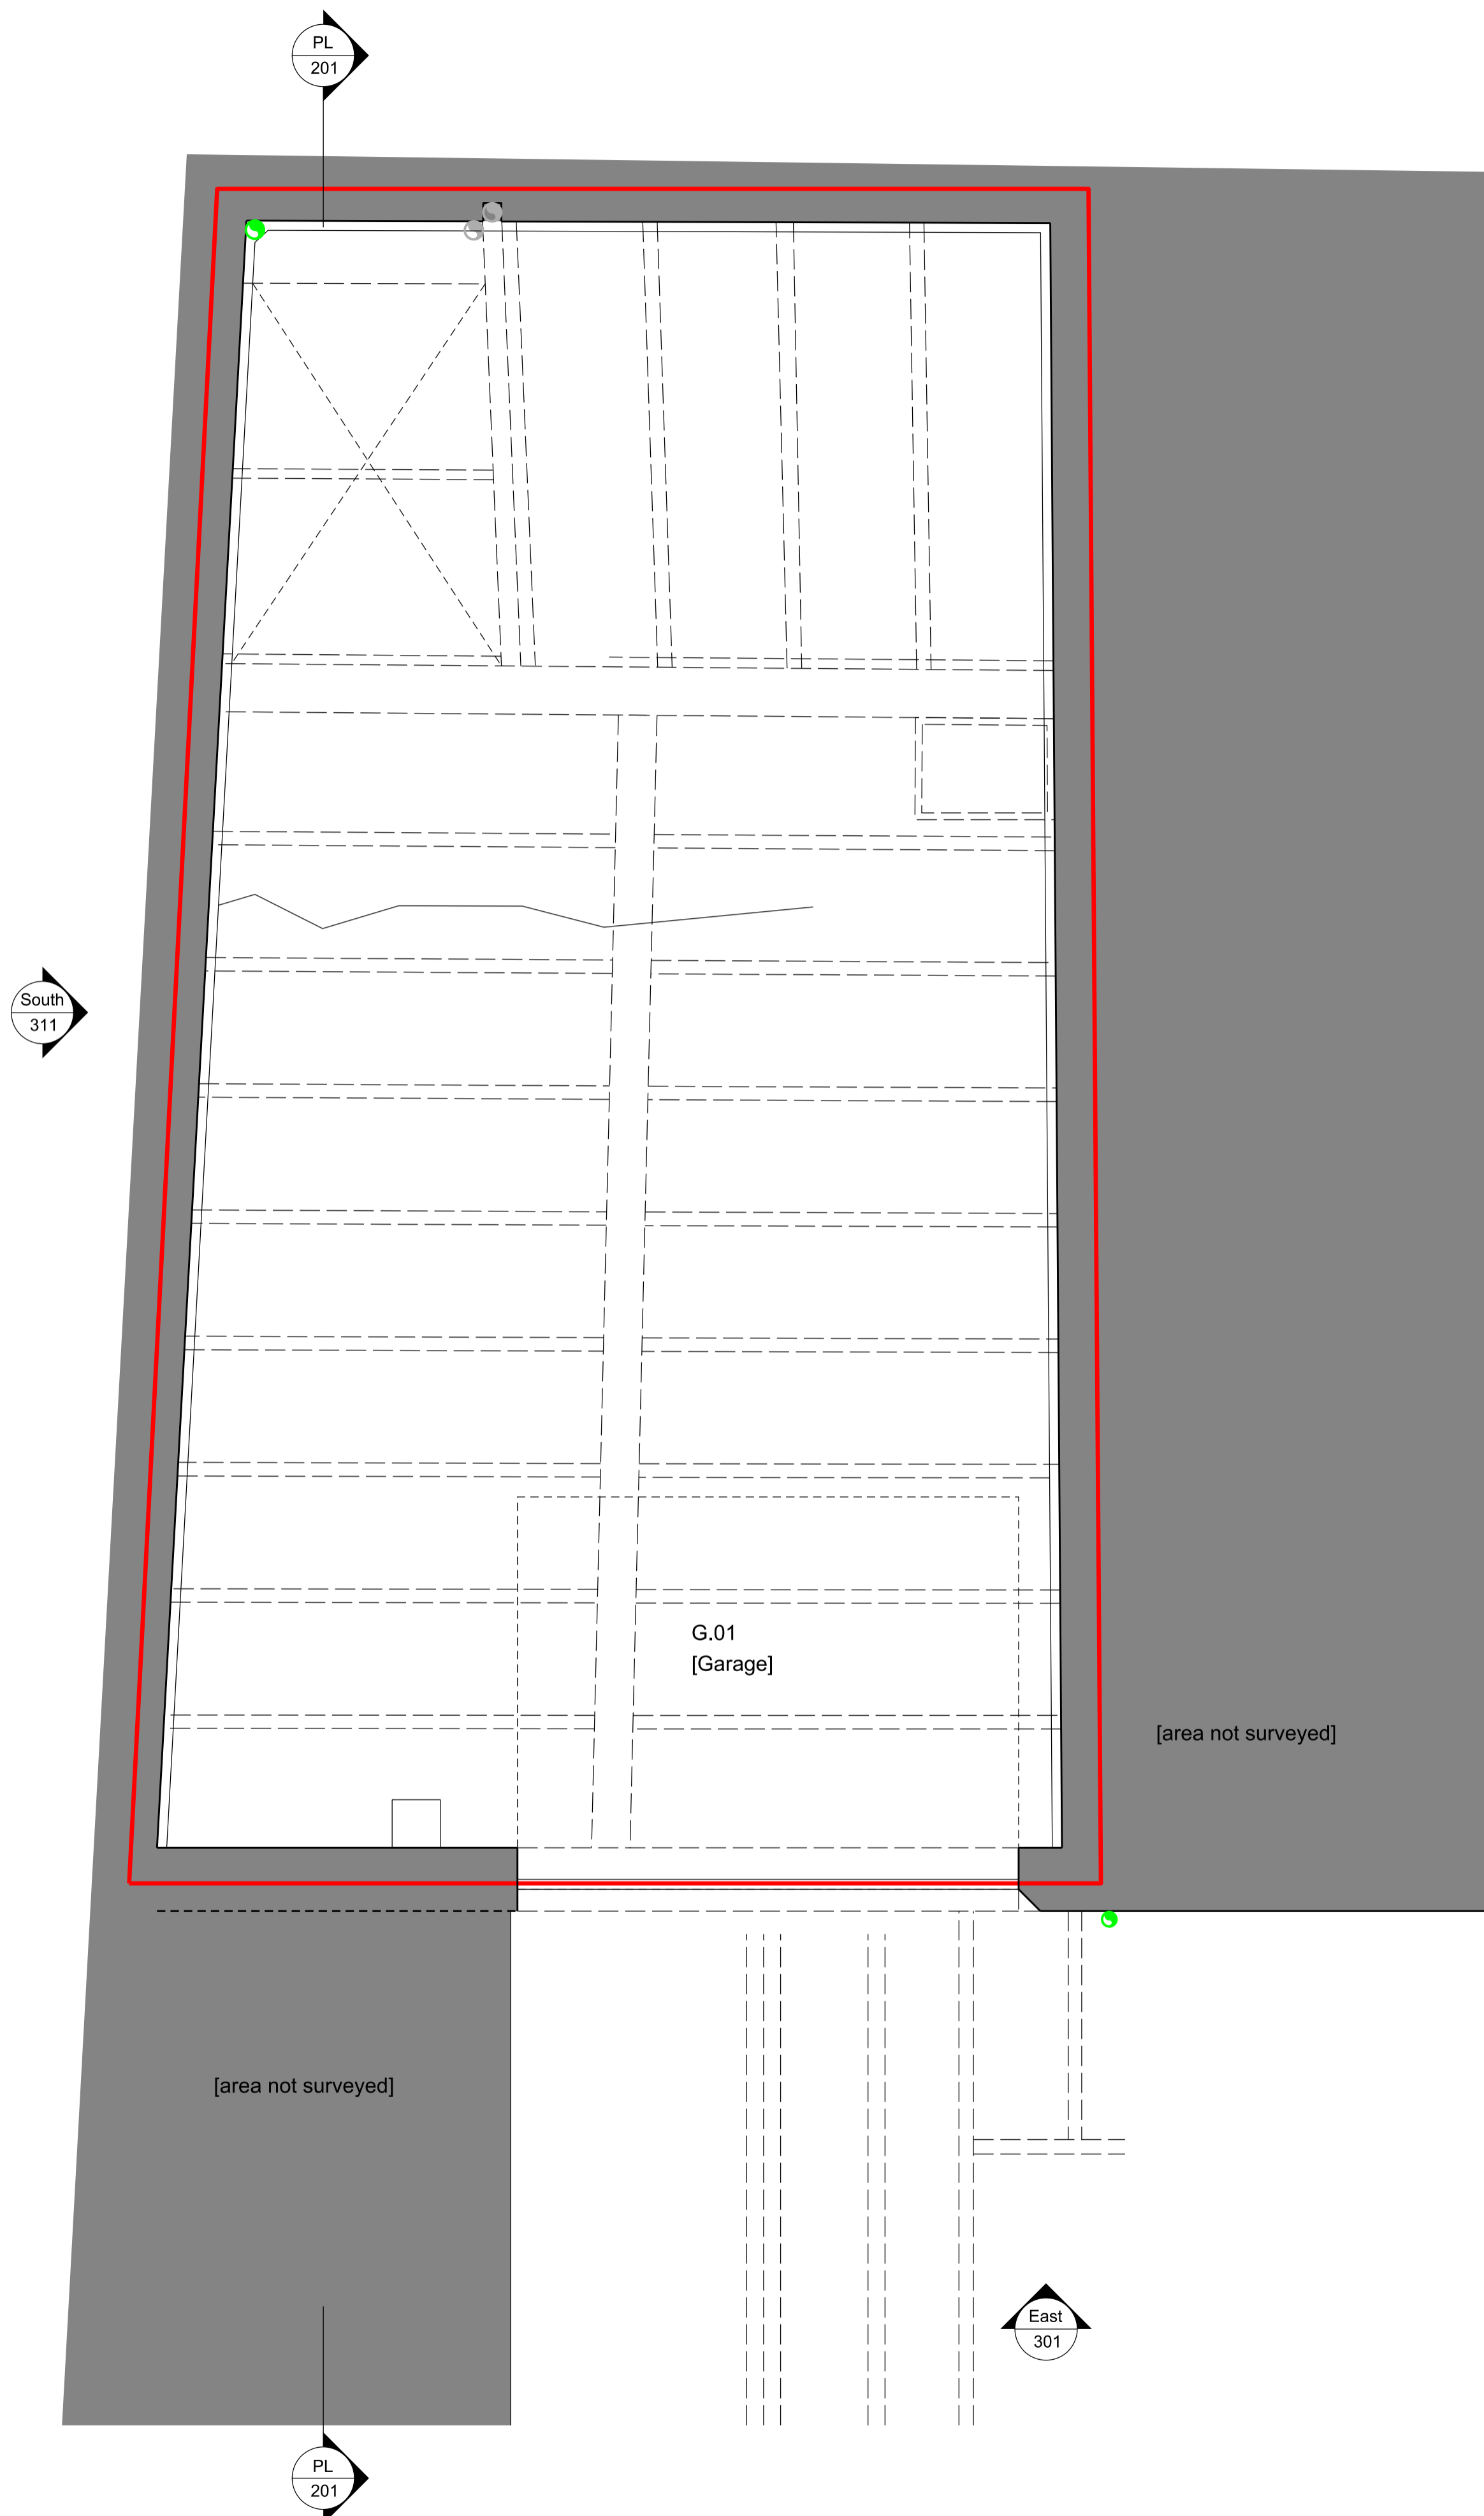 PL
201
South
311
G.01
[Garage]
[area not surveyed]
[area not surveyed]
East
301
PL
201